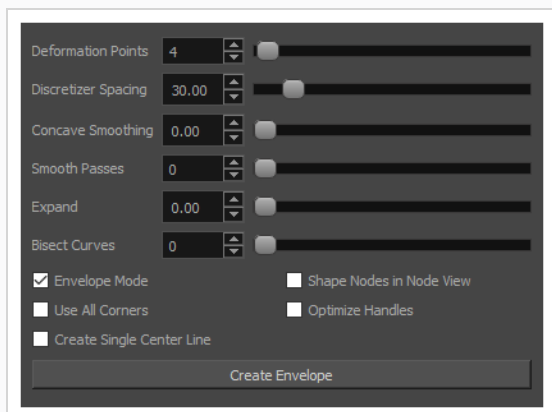 Deformation Points 4
Discretizer Spacing 30.00
Concave Smoothing 0.00
Smooth Passes 0
Expand 0.00
Bisect Curves 0
Envelope Mode Shape Nodes in Node View
Use All Corners Optimize Handles
Create Single Center Line
Create Envelope